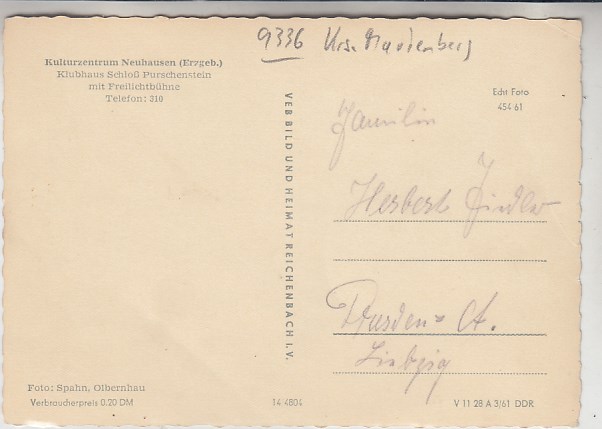 9336 Krs. Marienberg
Kulturzentrum Neuhausen (Erzgeb.)
Klubhaus Schloß Purschenstein
mit Freilichtbühne
Telefon: 210
Echt Foto
454 61
VEB BILD UND HEIMAT REICHENBACH I. V.
Familie
Herbert Fiedler
Dresden= A.
Foto: Spahn, Olbernhau
Verbraucherpreis 0.20 DM
14/4804
V 11 28 A 3/61 DDR